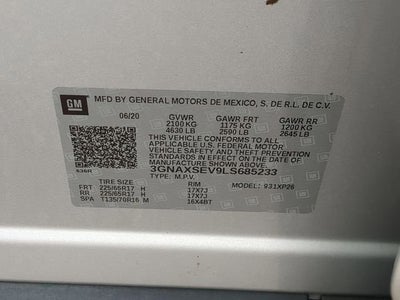 GM MFD BY GENERAL MOTORS DE MEXICO, S. DE R.L. DE C.V.
06/20 GVWR GAWR FRT GAWR RR
2100 KG 1175 KG 1200 KG
4630 LB 2590 LB 2645 LB
THIS VEHICLE CONFORMS TO ALL
APPLICABLE U.S. FEDERAL MOTOR
VEHICLE SAFETY AND THEFT
PREVENTION STANDARDS IN EFFECT
ON THE DATE OF MANUFACTURE
SHOWN ABOVE.
3GNAXSEV9LS685233
TYPE: M.P.V. MODEL: 931XP26
TIRE SIZE RIM
FRT 225/65R17 H 17X7J
RR 225/65R17 H 17X7J
SPA T135/70R16 M 16X4BT